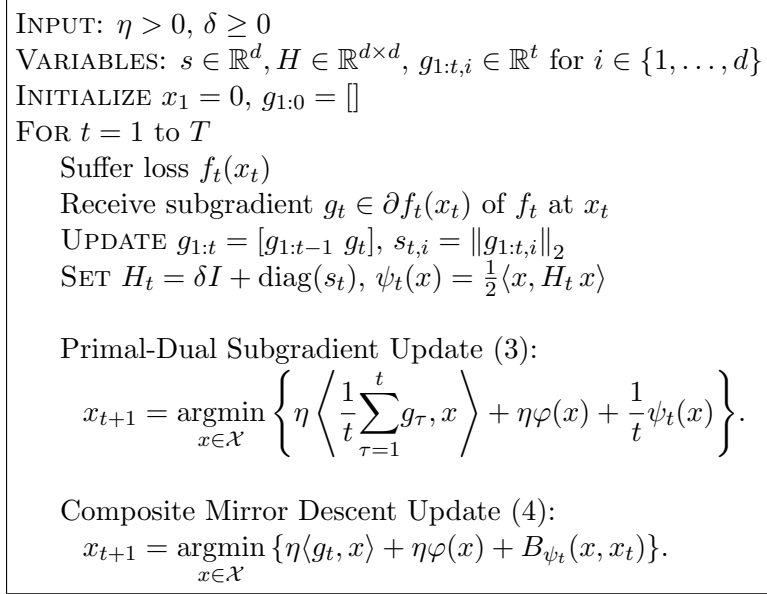 INPUT: η > 0, δ ≥ 0
VARIABLES: s ∈ ℝ^d, H ∈ ℝ^{d×d}, g_{1:t,i} ∈ ℝ^t for i ∈ {1, …, d}
INITIALIZE x_1 = 0, g_{1:0} = []
FOR t = 1 to T
Suffer loss f_t(x_t)
Receive subgradient g_t ∈ ∂f_t(x_t) of f_t at x_t
UPDATE g_{1:t} = [g_{1:t−1} g_t], s_{t,i} = ‖g_{1:t,i}‖_2
SET H_t = δI + diag(s_t), ψ_t(x) = \frac{1}{2}⟨x, H_t x⟩
Primal-Dual Subgradient Update (3):
x_{t+1} = argmin_{x∈𝒳} { η ⟨ \frac{1}{t} ∑_{τ=1}^{t} g_τ, x ⟩ + ηφ(x) + \frac{1}{t} ψ_t(x) }.
Composite Mirror Descent Update (4):
x_{t+1} = argmin_{x∈𝒳} {η⟨g_t, x⟩ + ηφ(x) + B_{ψ_t}(x, x_t)}.